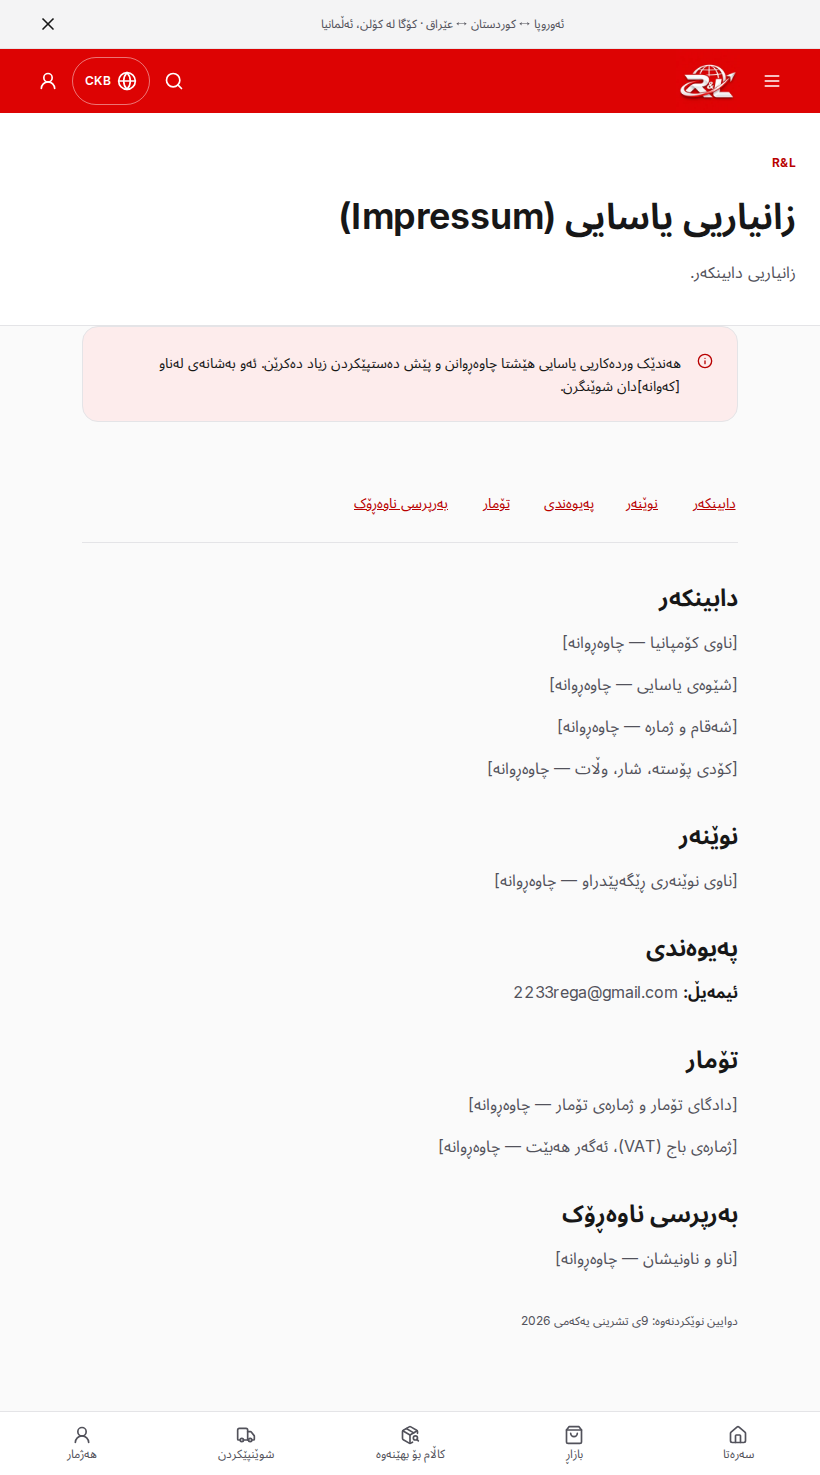 ئەوروپا ↔ کوردستان ↔ عێراق · کۆگا لە کۆلن، ئەڵمانیا
R&L
CKB
R&L
زانیاریی یاسایی (Impressum)
زانیاریی دابینکەر.
هەندێک وردەکاریی یاسایی هێشتا چاوەڕوانن و پێش دەستپێکردن زیاد دەکرێن. ئەو بەشانەی لەناو
[کەوانە]دان شوێنگرن.
دابینکەر نوێنەر پەیوەندی تۆمار بەرپرسی ناوەڕۆک
دابینکەر
[ناوی کۆمپانیا — چاوەڕوانە]
[شێوەی یاسایی — چاوەڕوانە]
[شەقام و ژمارە — چاوەڕوانە]
[کۆدی پۆستە، شار، وڵات — چاوەڕوانە]
نوێنەر
[ناوی نوێنەری ڕێگەپێدراو — چاوەڕوانە]
پەیوەندی
ئیمەیڵ: 2233rega@gmail.com
تۆمار
[دادگای تۆمار و ژمارەی تۆمار — چاوەڕوانە]
[ژمارەی باج (VAT)، ئەگەر هەبێت — چاوەڕوانە]
بەرپرسی ناوەڕۆک
[ناو و ناونیشان — چاوەڕوانە]
دوایین نوێکردنەوە: 9ی تشرینی یەکەمی 2026
سەرەتا
بازاڕ
کاڵام بۆ بهێنەوە
شوێنپێکردن
هەژمار